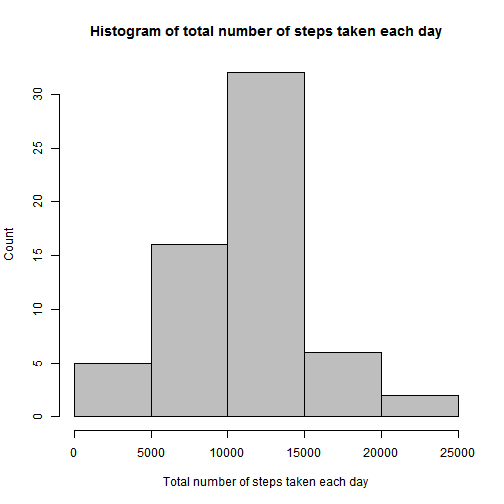 Histogram of total number of steps taken each day
Count
30
25
20
15
10
5
0
0 5000 10000 15000 20000 25000
Total number of steps taken each day